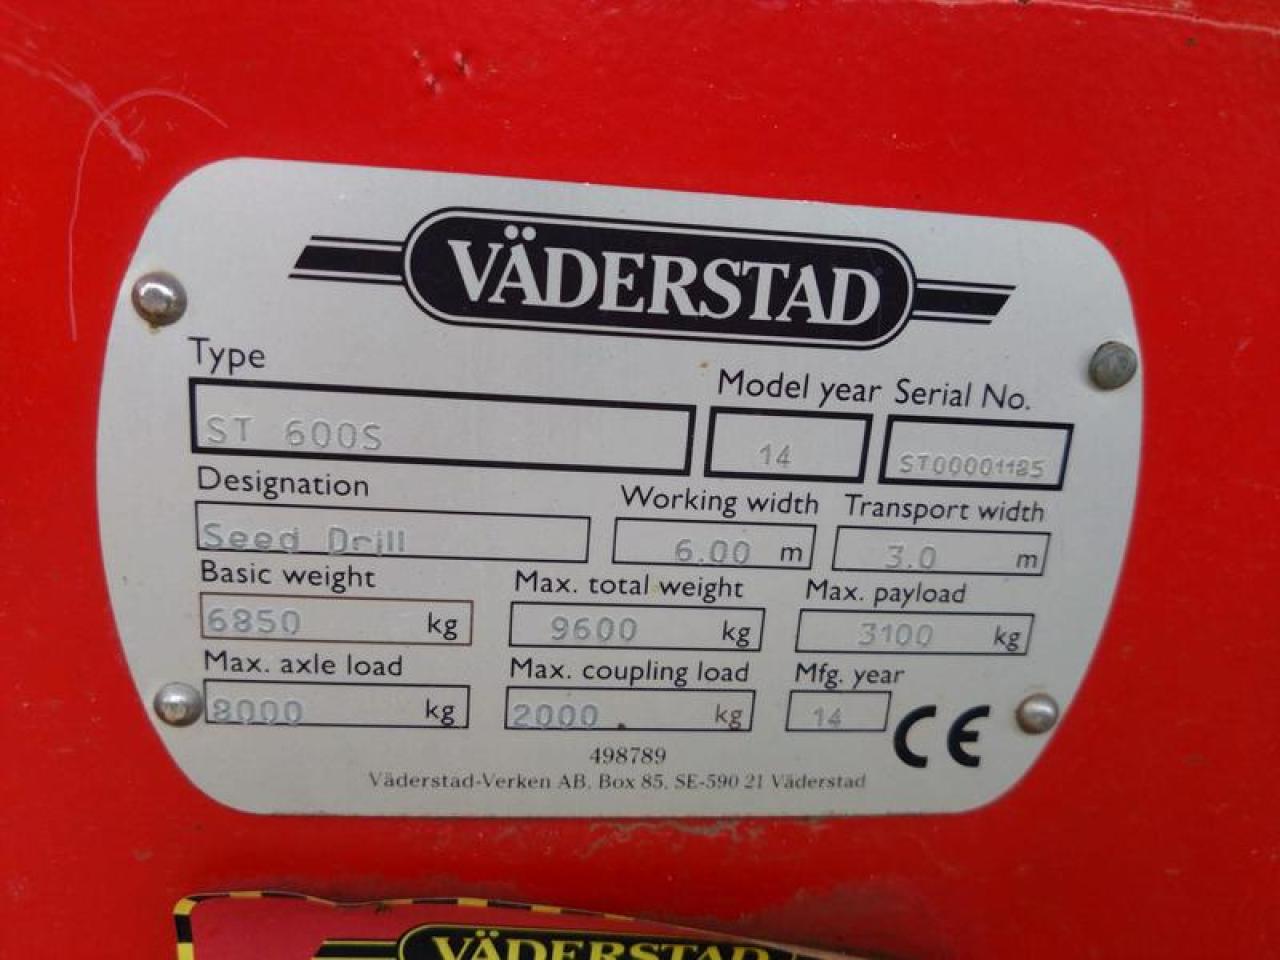 VÄDERSTAD
Type
Model year Serial No.
ST 600S
14
ST00001185
Designation
Working width Transport width
Seed Drill
6.00 m
3.0 m
Basic weight
Max. total weight
Max. payload
6850 kg
9600 kg
3100 kg
Max. axle load
Max. coupling load
Mfg. year
8000 kg
2000 kg
14
CE
498789
Väderstad-Verken AB, Box 85, SE-590 21 Väderstad
VÄDERSTAD